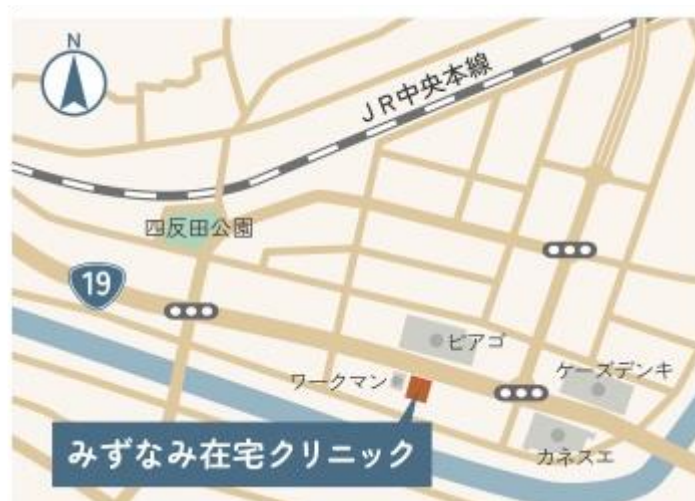 N
JR中央本線
四反田公園
19
ピアゴ
ワークマン
ケーズデンキ
カネスエ
みずなみ在宅クリニック